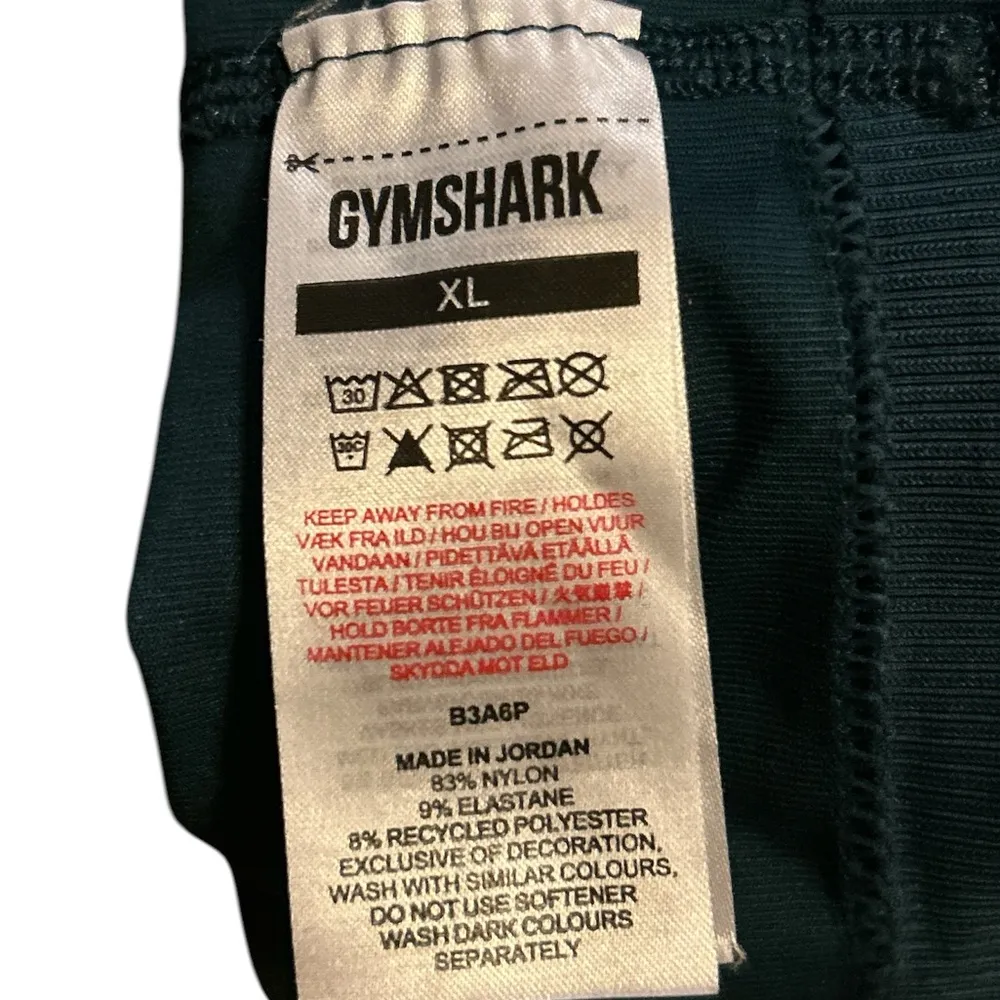 GYMSHARK
XL
30
30C
KEEP AWAY FROM FIRE / HOLDES
VÆK FRA ILD / HOU BIJ OPEN VUUR
VANDAAN / PIDETTÄVÄ ETÄÄLLÄ
TULESTA / TENIR ÉLOIGNÉ DU FEU /
VOR FEUER SCHÜTZEN / 火気厳禁 /
HOLD BORTE FRA FLAMMER /
MANTENER ALEJADO DEL FUEGO /
SKYDDA MOT ELD
B3A6P
MADE IN JORDAN
83% NYLON
9% ELASTANE
8% RECYCLED POLYESTER
EXCLUSIVE OF DECORATION.
WASH WITH SIMILAR COLOURS,
DO NOT USE SOFTENER
WASH DARK COLOURS
SEPARATELY